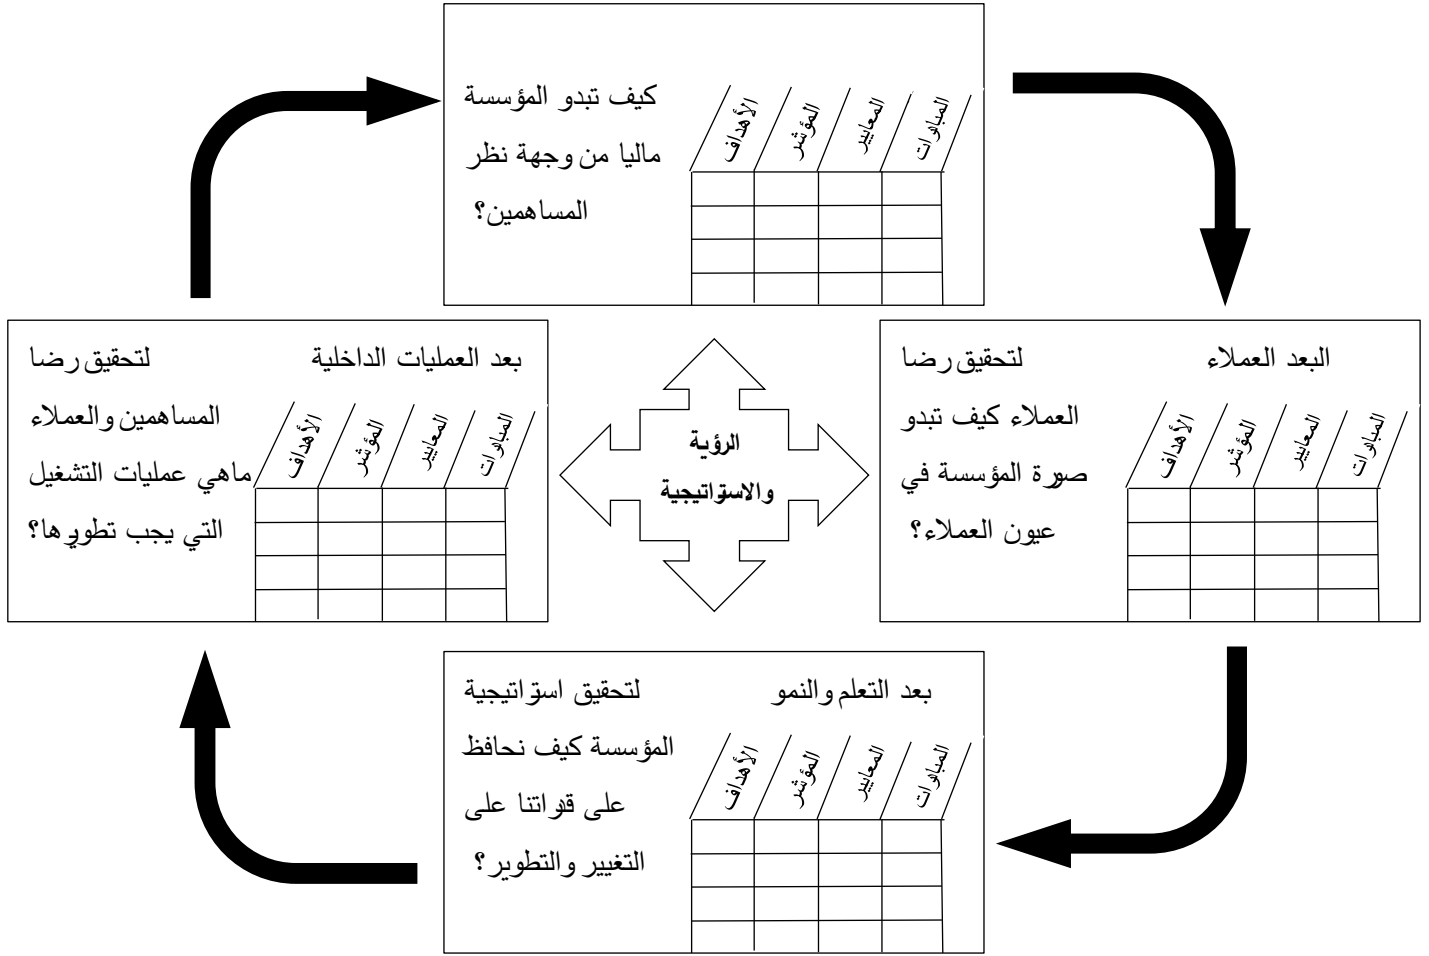 كيف تبدو المؤسسة
ماليا من وجهة نظر
المساهمين؟
الأهداف
المؤشر
المعايير
المبادرات
البعد العملاء
لتحقيق رضا
العملاء كيف تبدو
صورة المؤسسة في
عيون العملاء؟
الأهداف
المؤشر
المعايير
المبادرات
الرؤية
والاستراتيجية
بعد العمليات الداخلية
لتحقيق رضا
المساهمين والعملاء
ماهي عمليات التشغيل
التي يجب تطويرها؟
الأهداف
المؤشر
المعايير
المبادرات
بعد التعلم والنمو
لتحقيق استراتيجية
المؤسسة كيف نحافظ
على قدراتنا على
التغيير والتطوير؟
الأهداف
المؤشر
المعايير
المبادرات